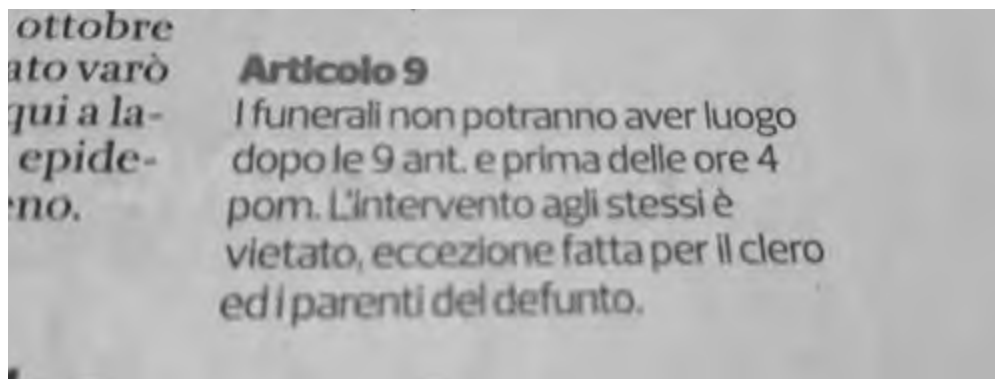 ottobre
ato varò
qui a la-
epide-
no.
Articolo 9
I funerali non potranno aver luogo
dopo le 9 ant. e prima delle ore 4
pom. L'intervento agli stessi è
vietato, eccezione fatta per il clero
ed i parenti del defunto.